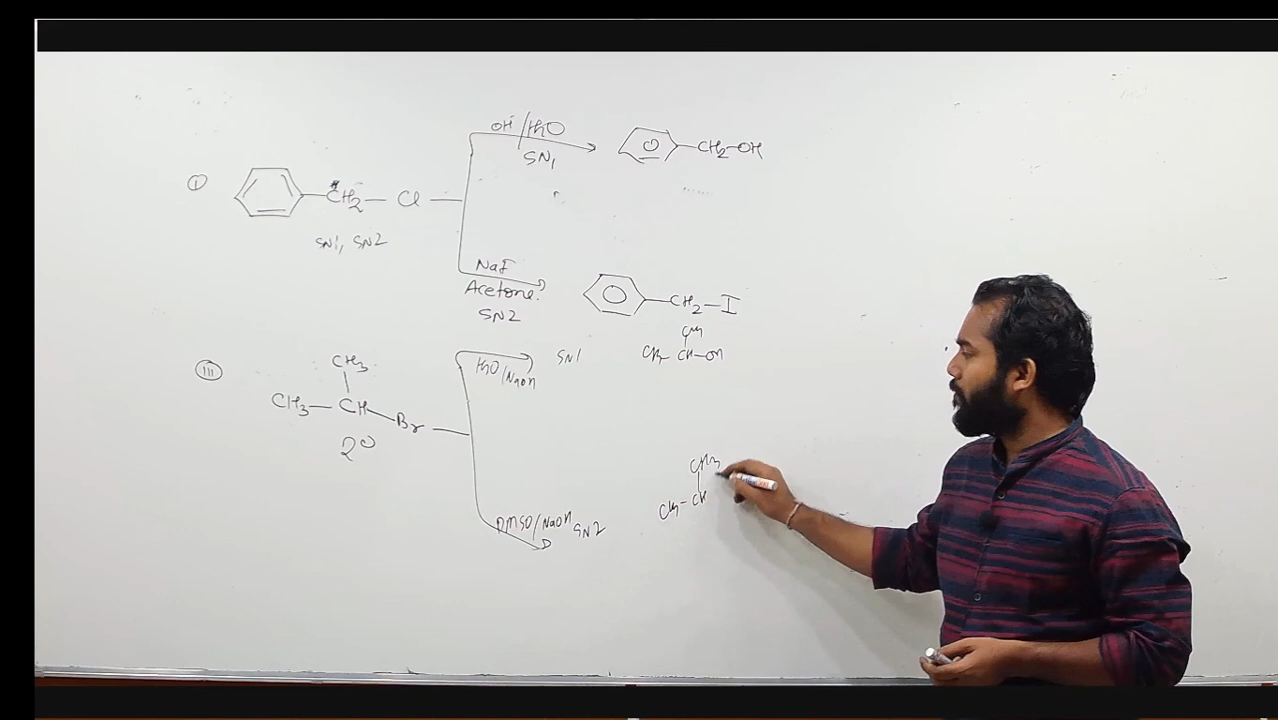 OH⁻/H₂O
SN1
CH₂–OH
(i)
CH₂–Cl
SN1, SN2
NaI
Acetone
SN2
CH₂–I
CH₃
CH₃ CH–OH
(iii)
CH₃
CH₃–CH–Br
2°
H₂O/NaOH
SN1
CH₃
CH₃–CH
DMSO/NaOH SN2